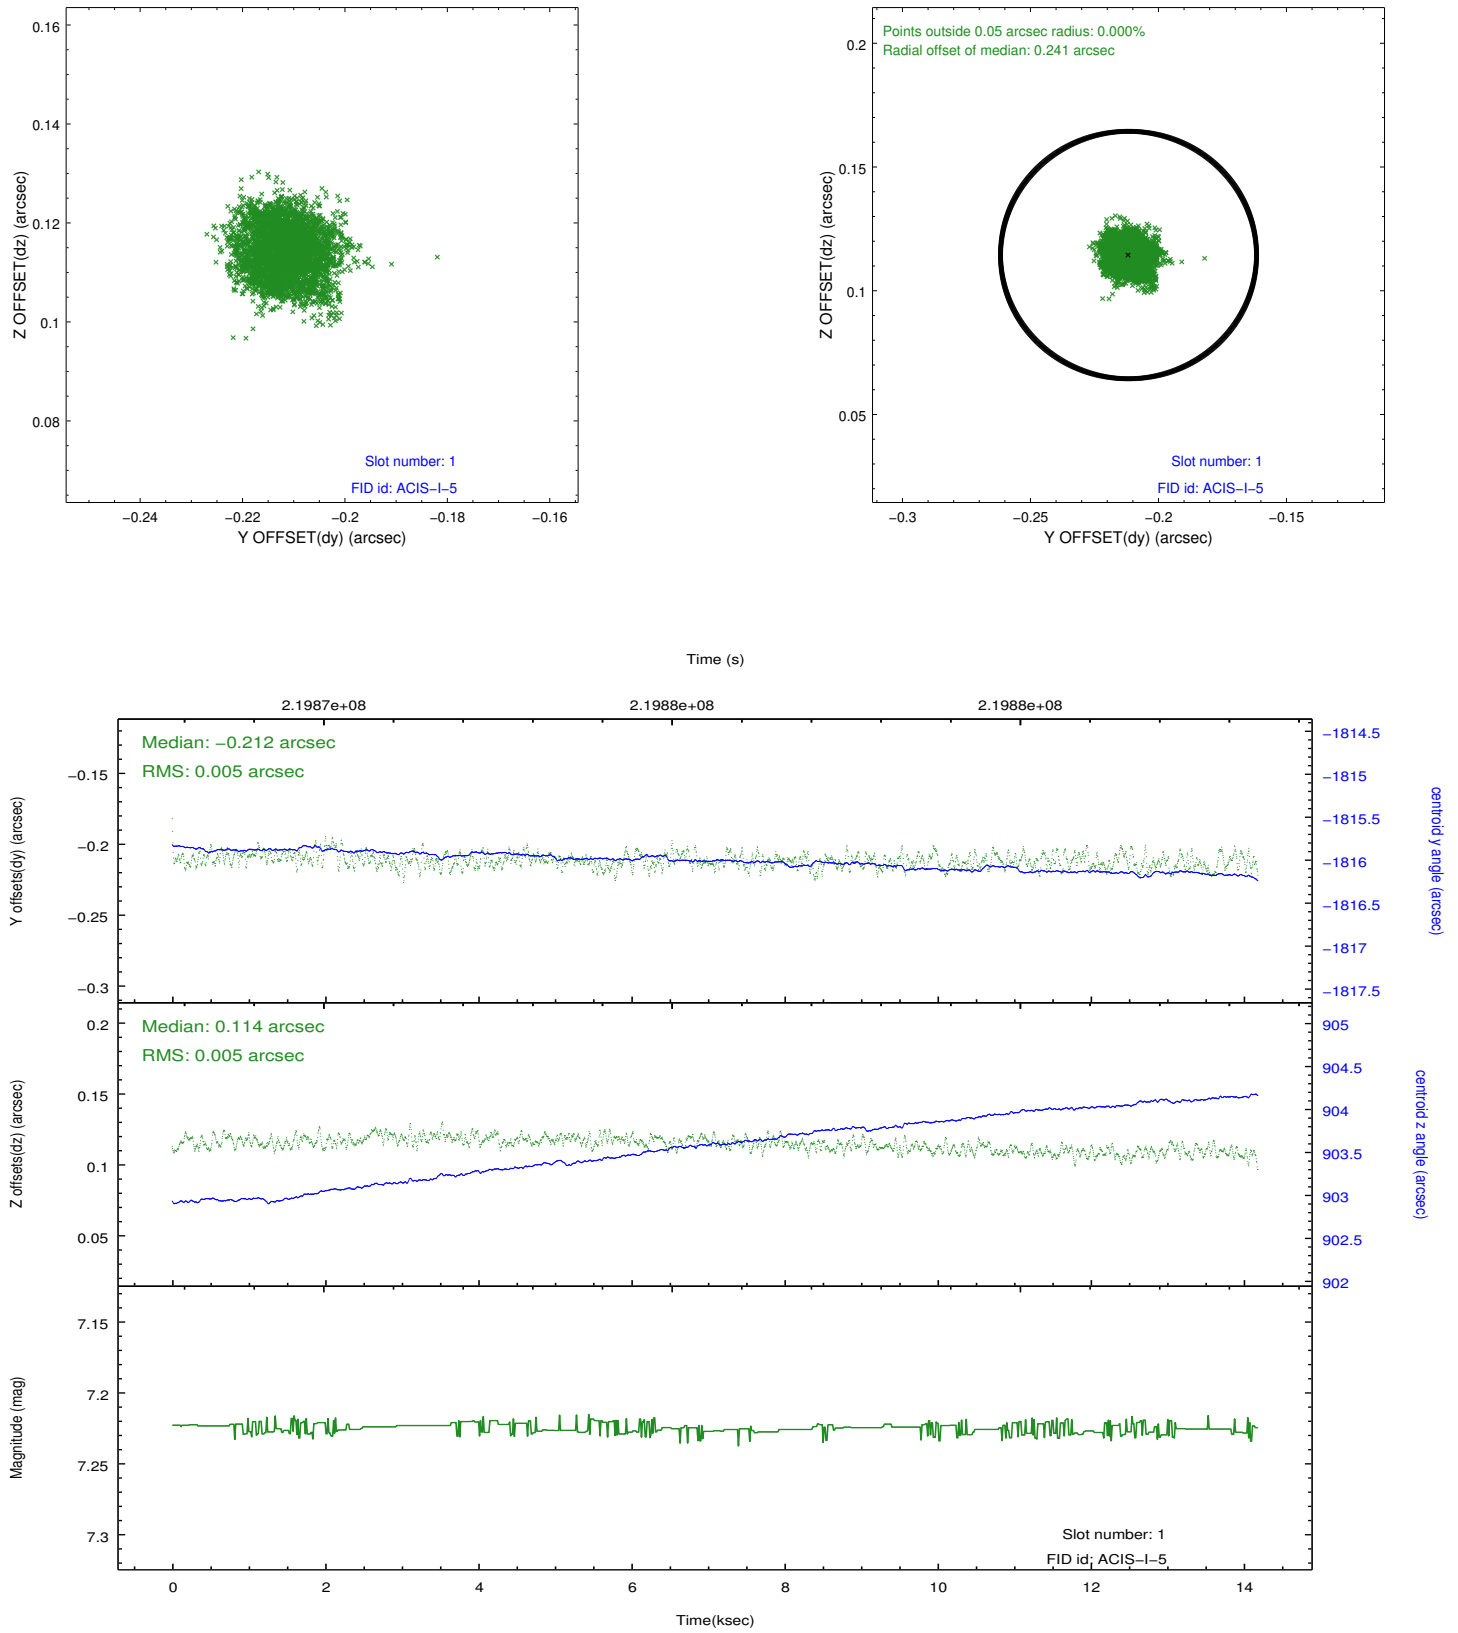 0.16
0.14
0.12
0.1
0.08
Z OFFSET(dz) (arcsec)
Slot number: 1
FID id: ACIS−I−5
−0.24
−0.22
−0.2
−0.18
−0.16
Y OFFSET(dy) (arcsec)
Points outside 0.05 arcsec radius: 0.000%
Radial offset of median: 0.241 arcsec
0.2
0.15
0.1
0.05
Z OFFSET(dz) (arcsec)
Slot number: 1
FID id: ACIS−I−5
−0.3
−0.25
−0.2
−0.15
Y OFFSET(dy) (arcsec)
Time (s)
2.1987e+08
2.1988e+08
2.1988e+08
Median: −0.212 arcsec
RMS: 0.005 arcsec
−0.15
−0.2
−0.25
−0.3
Y offsets(dy) (arcsec)
−1814.5
−1815
−1815.5
−1816
−1816.5
−1817
−1817.5
centroid y angle (arcsec)
Median: 0.114 arcsec
RMS: 0.005 arcsec
0.2
0.15
0.1
0.05
Z offsets(dz) (arcsec)
905
904.5
904
903.5
903
902.5
902
centroid z angle (arcsec)
7.15
7.2
7.25
7.3
Magnitude (mag)
Slot number: 1
FID id: ACIS−I−5
0
2
4
6
8
10
12
14
Time(ksec)